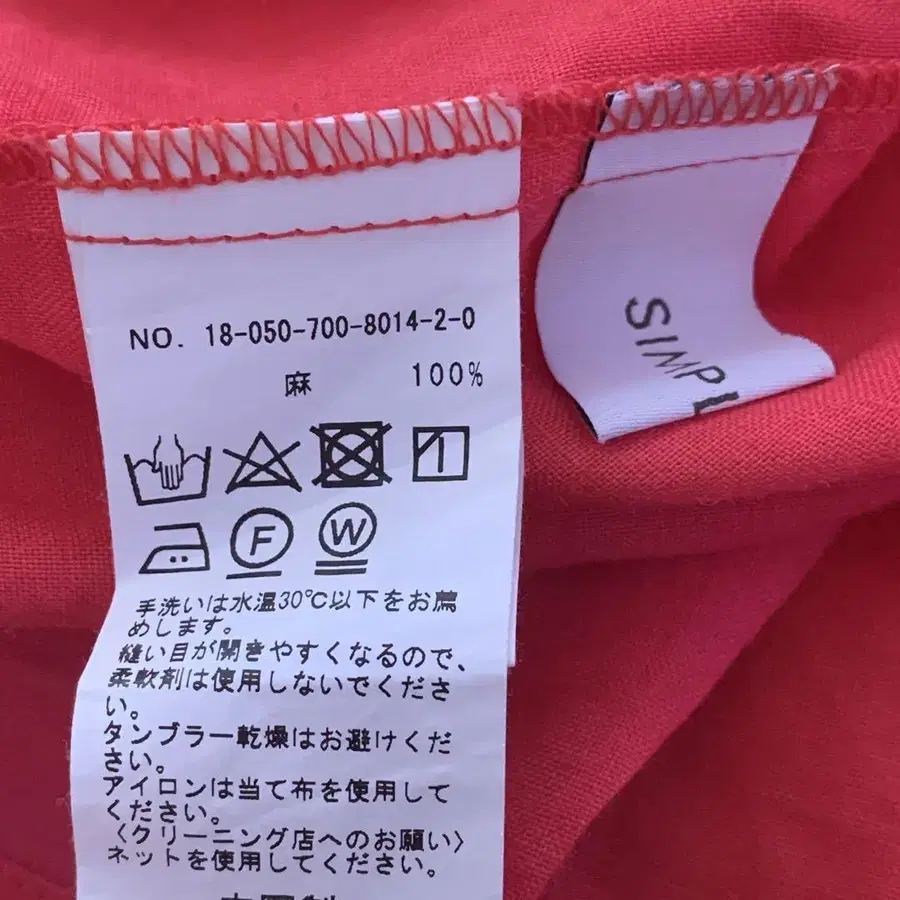 NO. 18-050-700-8014-2-0
麻 100%
F W
手洗いは水温30℃以下をお薦
めします。
縫い目が開きやすくなるので、
柔軟剤は使用しないでくださ
い。
タンブラー乾燥はお避けくだ
さい。
アイロンは当て布を使用して
ください。
〈クリーニング店へのお願い〉
ネットを使用してください。
SIMPL